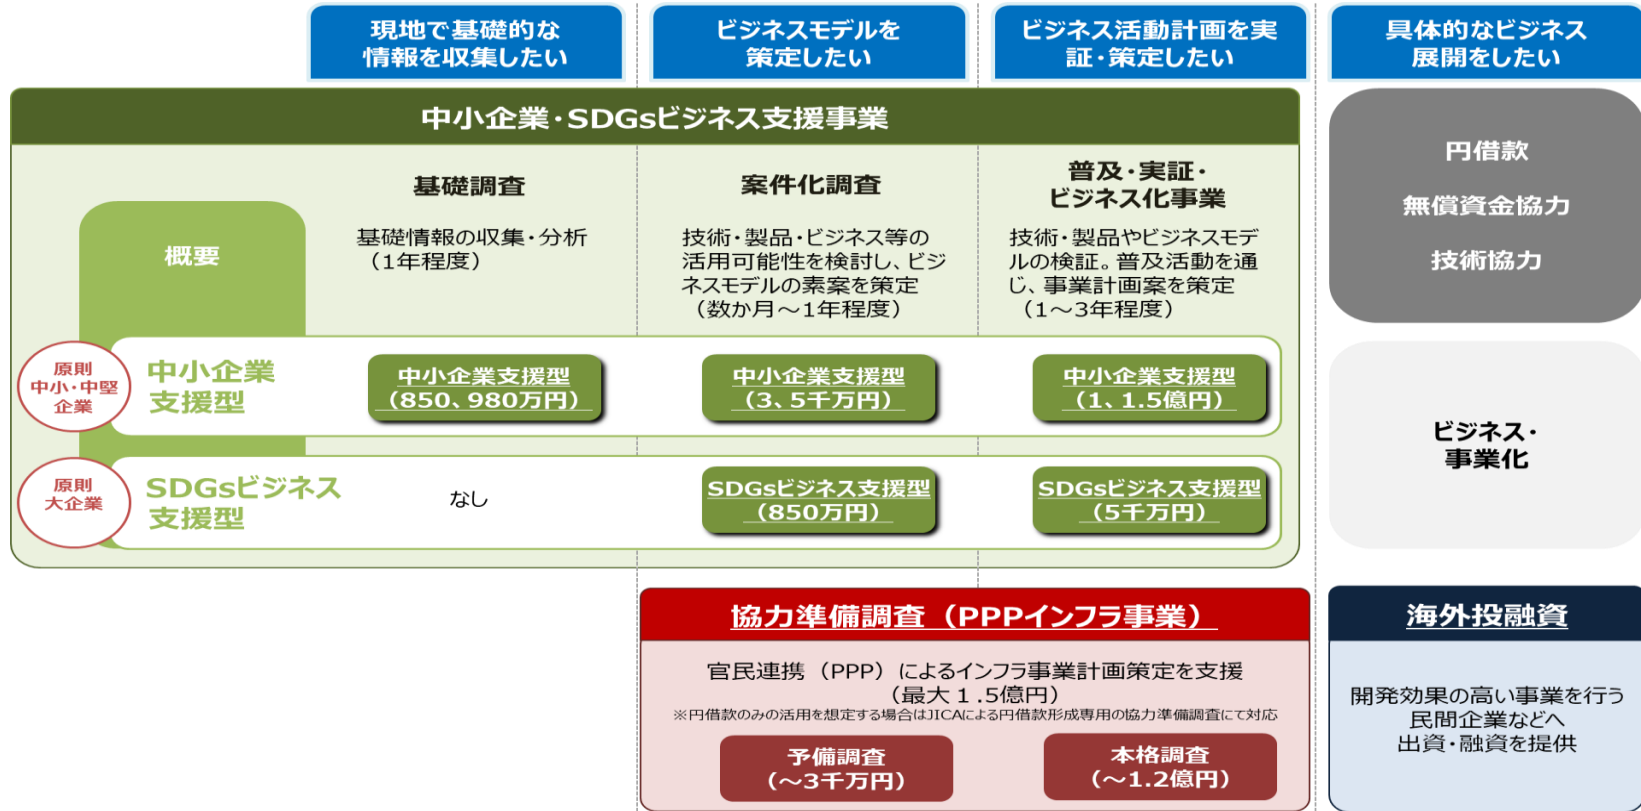 現地で基礎的な
情報を収集したい
ビジネスモデルを
策定したい
ビジネス活動計画を実
証・策定したい
具体的なビジネス
展開をしたい
中小企業・SDGsビジネス支援事業
概要
基礎調査
基礎情報の収集・分析
（1年程度）
案件化調査
技術・製品・ビジネス等の
活用可能性を検討し、ビジ
ネスモデルの素案を策定
（数か月～1年程度）
普及・実証・
ビジネス化事業
技術・製品やビジネスモデ
ルの検証。普及活動を通
じ、事業計画案を策定
（1～3年程度）
円借款
無償資金協力
技術協力
原則
中小・中堅
企業
中小企業
支援型
中小企業支援型
（850、980万円）
中小企業支援型
（3、5千万円）
中小企業支援型
（1、1.5億円）
原則
大企業
SDGsビジネス
支援型
なし
SDGsビジネス支援型
（850万円）
SDGsビジネス支援型
（5千万円）
ビジネス・
事業化
協力準備調査（PPPインフラ事業）
官民連携（PPP）によるインフラ事業計画策定を支援
（最大１.5億円）
※円借款のみの活用を想定する場合はJICAによる円借款形成専用の協力準備調査にて対応
予備調査
（～3千万円）
本格調査
（～1.2億円）
海外投融資
開発効果の高い事業を行う
民間企業などへ
出資・融資を提供